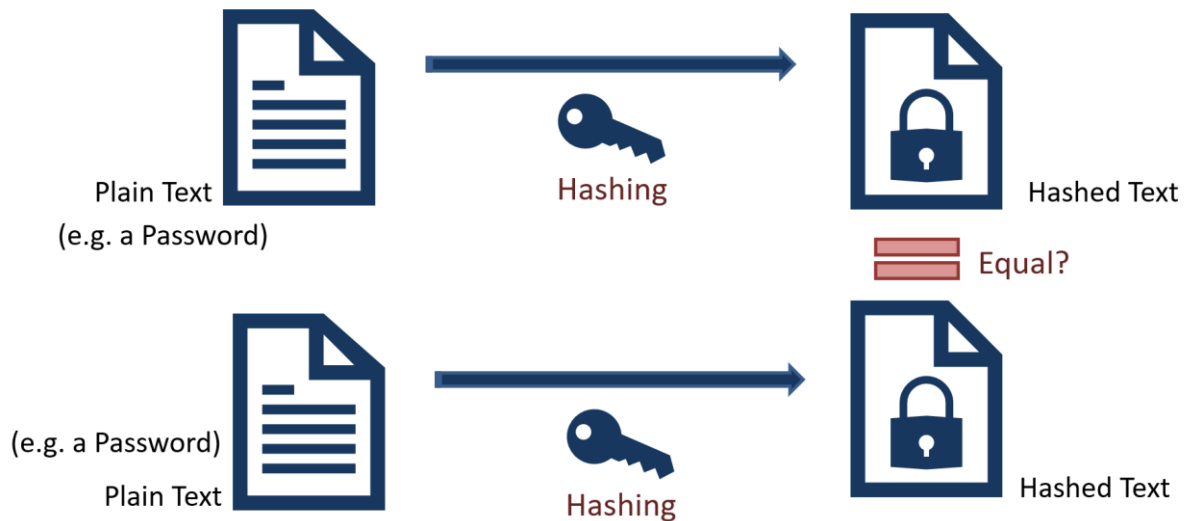 Plain Text
(e.g. a Password)
Hashing
Hashed Text
Equal?
(e.g. a Password)
Plain Text
Hashing
Hashed Text